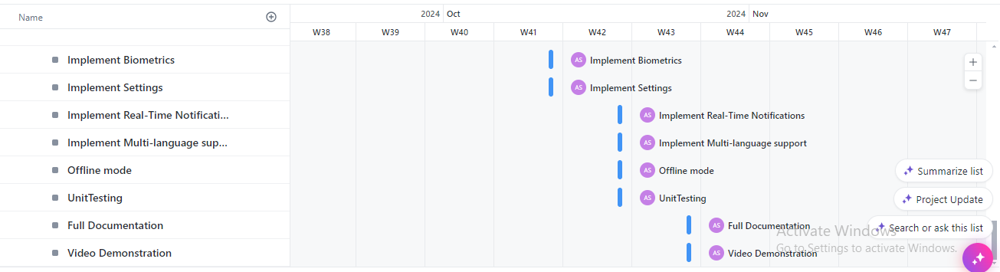 Name
2024 Oct 2024 Nov
W38 W39 W40 W41 W42 W43 W44 W45 W46 W47
Implement Biometrics AS Implement Biometrics
Implement Settings AS Implement Settings
Implement Real-Time Notificati... AS Implement Real-Time Notifications
Implement Multi-language sup... AS Implement Multi-language support
Offline mode AS Offline mode
Summarize list
UnitTesting AS UnitTesting
Project Update
Full Documentation AS Full Documentation
Search or ask this list
Activate Windows
Go to Settings to activate Windows.
Video Demonstration AS Video Demonstration